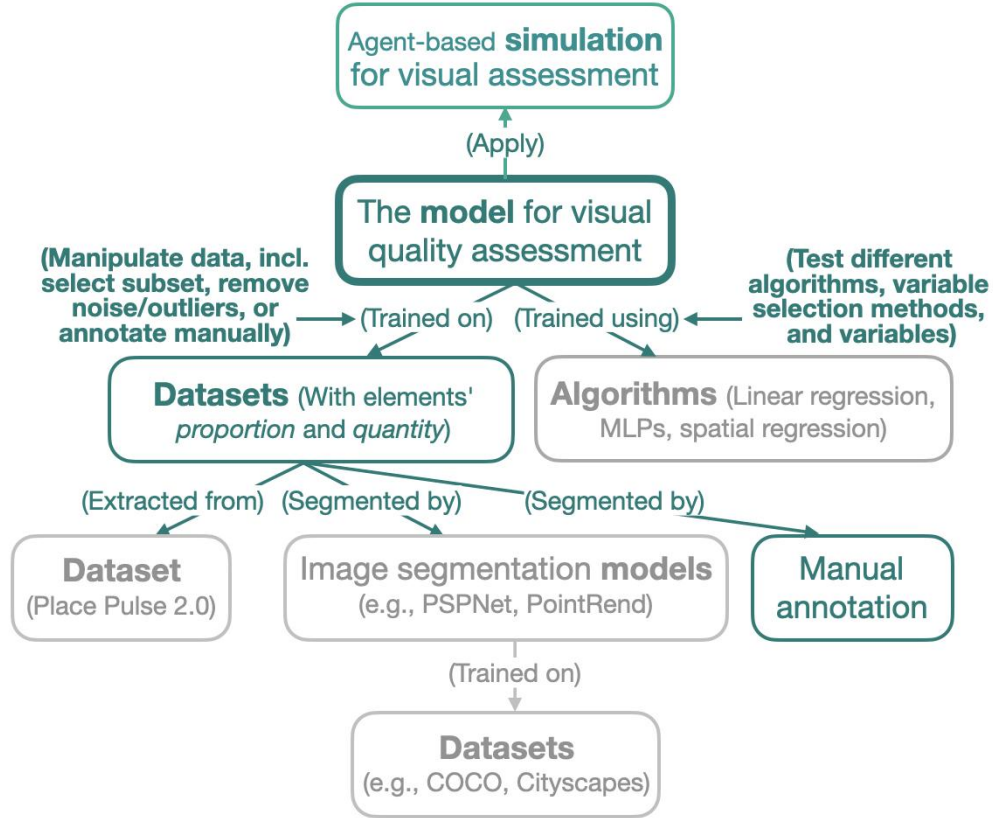 Agent-based simulation
for visual assessment
(Apply)
The model for visual
quality assessment
(Manipulate data, incl.
select subset, remove
noise/outliers, or
annotate manually)
(Test different
algorithms, variable
selection methods,
and variables)
(Trained on)
(Trained using)
Datasets (With elements'
proportion and quantity)
Algorithms (Linear regression,
MLPs, spatial regression)
(Extracted from)
(Segmented by)
(Segmented by)
Dataset
(Place Pulse 2.0)
Image segmentation models
(e.g., PSPNet, PointRend)
Manual
annotation
(Trained on)
Datasets
(e.g., COCO, Cityscapes)